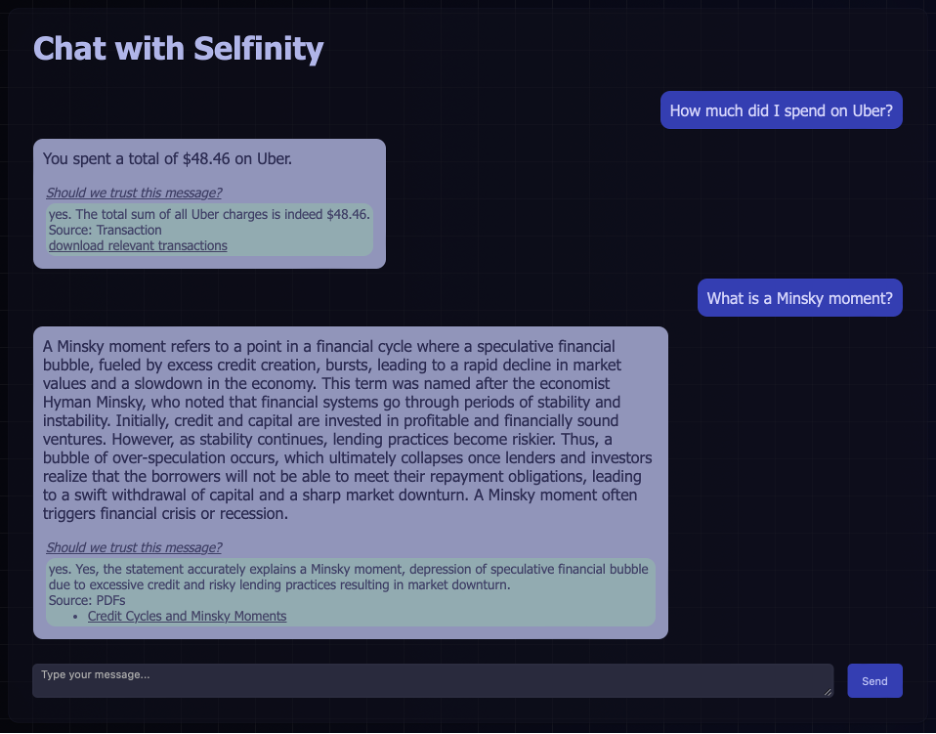 Chat with Selfinity
How much did I spend on Uber?
You spent a total of $48.46 on Uber.
Should we trust this message?
yes. The total sum of all Uber charges is indeed $48.46.
Source: Transaction
download relevant transactions
What is a Minsky moment?
A Minsky moment refers to a point in a financial cycle where a speculative financial
bubble, fueled by excess credit creation, bursts, leading to a rapid decline in market
values and a slowdown in the economy. This term was named after the economist
Hyman Minsky, who noted that financial systems go through periods of stability and
instability. Initially, credit and capital are invested in profitable and financially sound
ventures. However, as stability continues, lending practices become riskier. Thus, a
bubble of over-speculation occurs, which ultimately collapses once lenders and investors
realize that the borrowers will not be able to meet their repayment obligations, leading
to a swift withdrawal of capital and a sharp market downturn. A Minsky moment often
triggers financial crisis or recession.
Should we trust this message?
yes. Yes, the statement accurately explains a Minsky moment, depression of speculative financial bubble
due to excessive credit and risky lending practices resulting in market downturn.
Source: PDFs
• Credit Cycles and Minsky Moments
Type your message...
Send